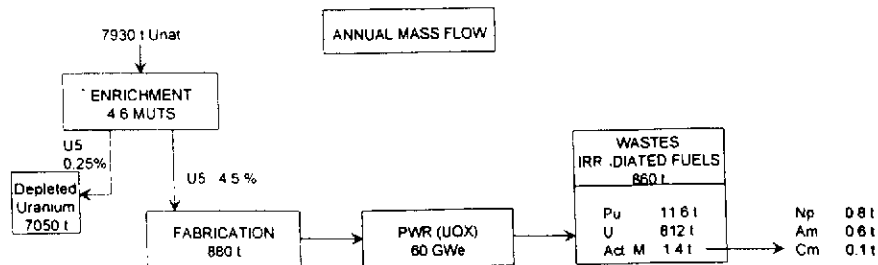 7930 t Unat
ANNUAL MASS FLOW
ENRICHMENT
4.6 MUTS
U5
0.25%
U5 4.5 %
Depleted
Uranium
7050 t
FABRICATION
880 t
PWR (UOX)
60 GWe
WASTES
IRR .DIATED FUELS
860 t
Pu 11.6 t
U 812 t
Act M 1.4 t
Np 0.8 t
Am 0.6 t
Cm 0.1 t